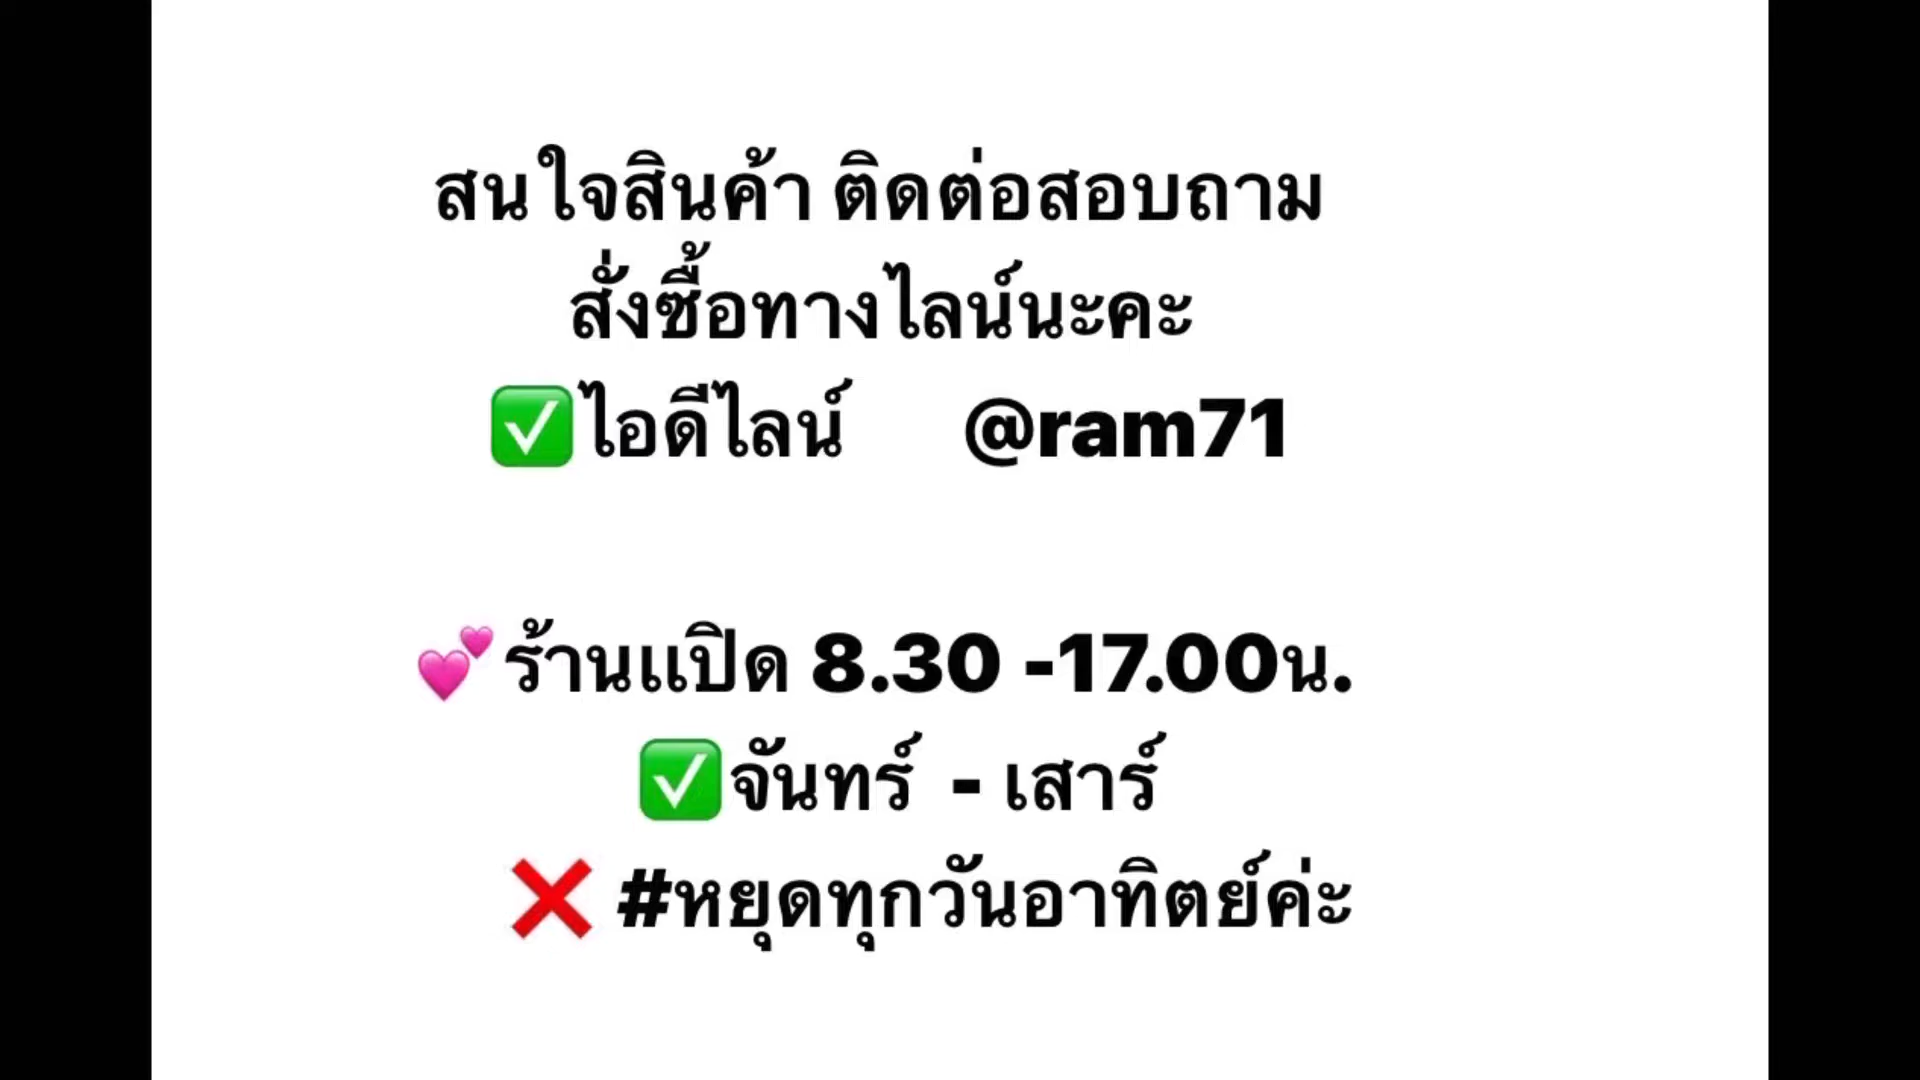 สนใจสินค้า ติดต่อสอบถาม
สั่งซื้อทางไลน์นะคะ
✅ไอดีไลน์ @ram71
💕ร้านเเปิด 8.30 -17.00น.
✅จันทร์ - เสาร์
❌ #หยุดทุกวันอาทิตย์ค่ะ